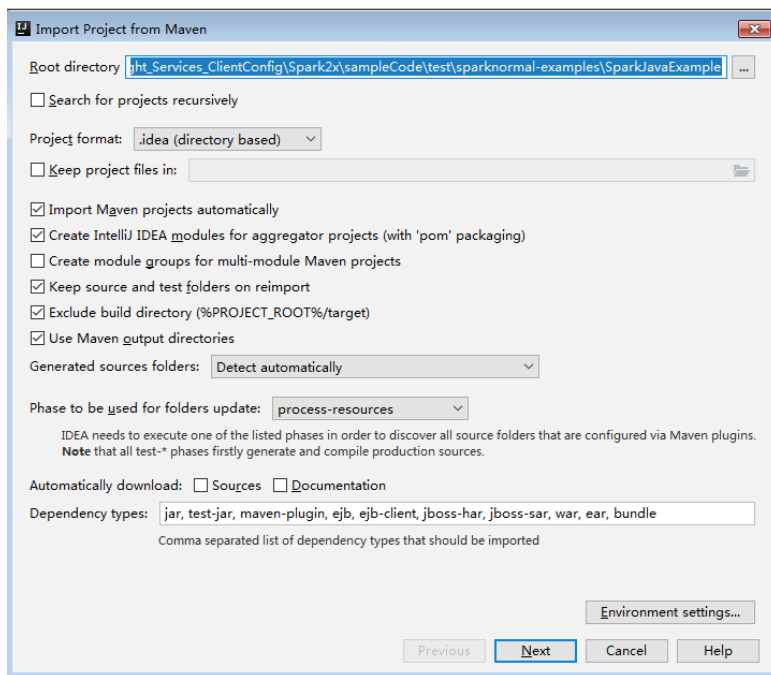 Import Project from Maven
Root directory ght_Services_ClientConfig\Spark2x\sampleCode\test\sparknormal-examples\SparkJavaExample ...
Search for projects recursively
Project format: .idea (directory based)
Keep project files in:
Import Maven projects automatically
Create IntelliJ IDEA modules for aggregator projects (with 'pom' packaging)
Create module groups for multi-module Maven projects
Keep source and test folders on reimport
Exclude build directory (%PROJECT_ROOT%/target)
Use Maven output directories
Generated sources folders: Detect automatically
Phase to be used for folders update: process-resources
IDEA needs to execute one of the listed phases in order to discover all source folders that are configured via Maven plugins.
Note that all test-* phases firstly generate and compile production sources.
Automatically download: Sources Documentation
Dependency types: jar, test-jar, maven-plugin, ejb, ejb-client, jboss-har, jboss-sar, war, ear, bundle
Comma separated list of dependency types that should be imported
Environment settings...
Previous Next Cancel Help